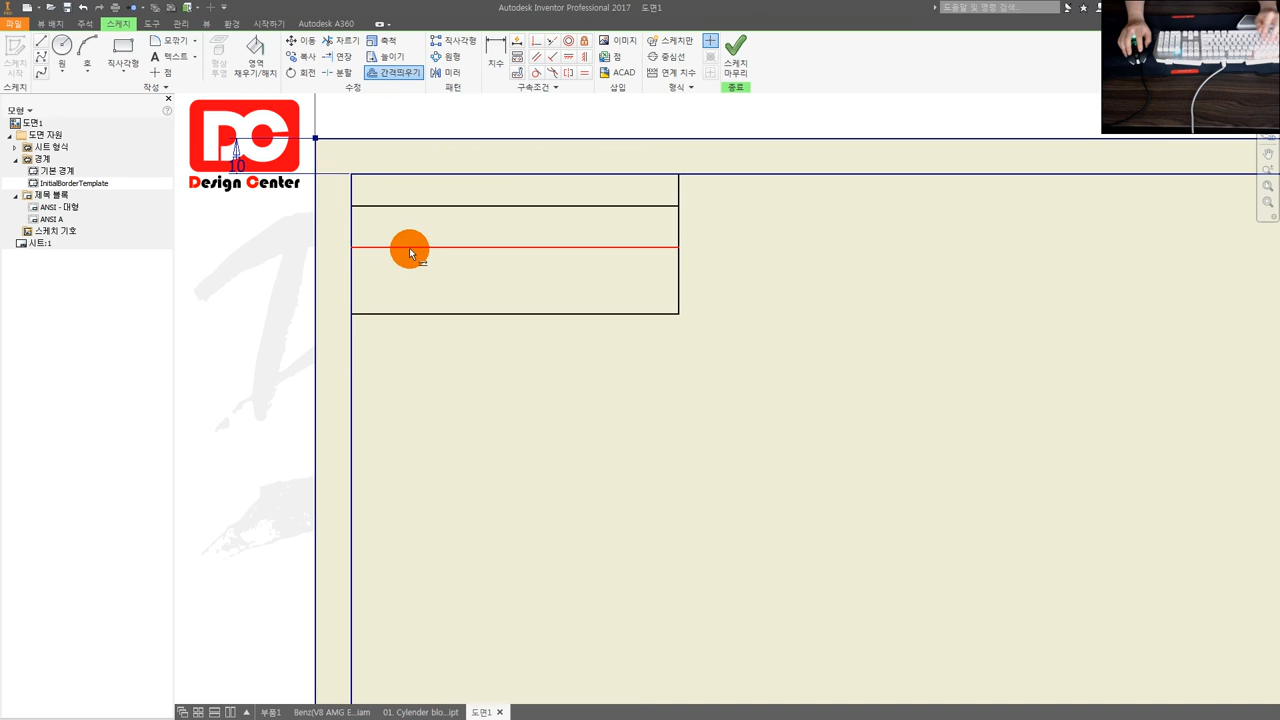 Autodesk Inventor Professional 2017 도면1
도움말 및 명령 검색...
PRO
파일 뷰 배치 주석 스케치 도구 관리 뷰 환경 시작하기 Autodesk A360
스케치 시작
스케치
원
호
직사각형
모깎기
텍스트
점
작성
형상 투영
영역 채우기/해치
이동
복사
회전
자르기
연장
분할
축척
늘이기
간격띄우기
수정
직사각형
원형
미러
패턴
치수
구속조건
이미지
점
ACAD
삽입
스케치만
중심선
연계 치수
형식
스케치 마무리
종료
모형
도면1
도면 자원
시트 형식
경계
기본 경계
InitialBorderTemplate
제목 블록
ANSI - 대형
ANSI A
스케치 기호
시트:1
DC
Design Center
10
부품1 Benz(V8 AMG E...iam 01. Cylender blo...ipt 도면1